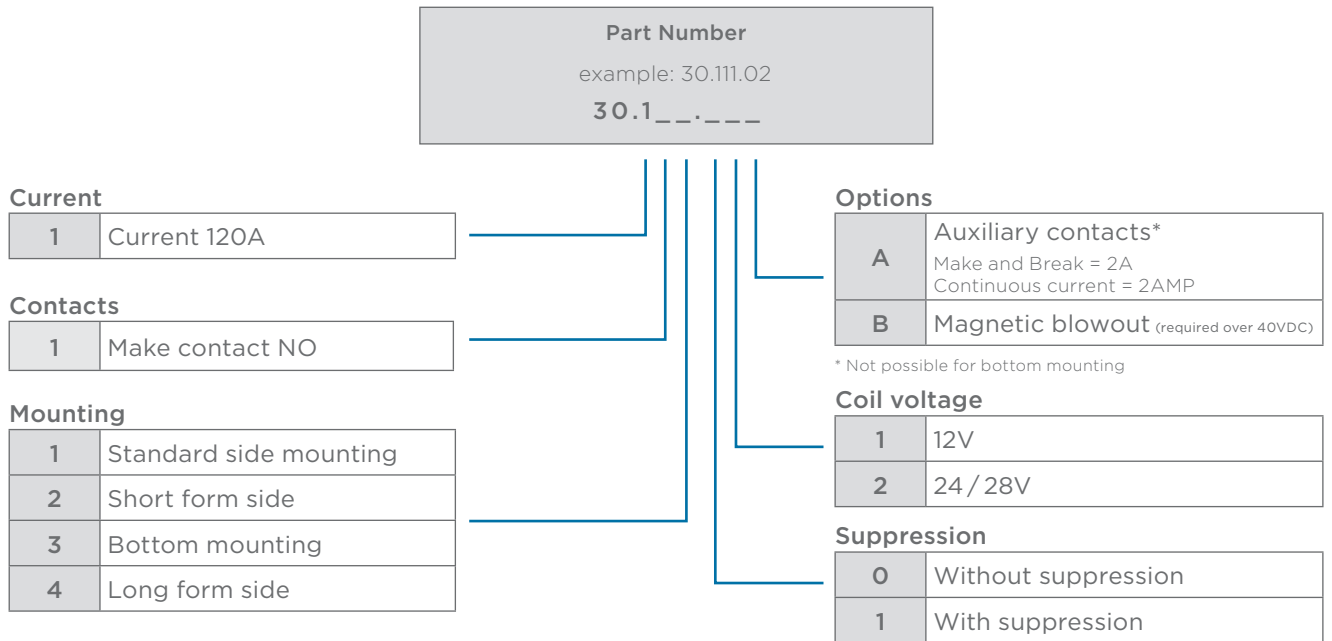 Part Number
example: 30.111.02
30.1__.___
Current
1 Current 120A
Contacts
1 Make contact NO
Mounting
1 Standard side mounting
2 Short form side
3 Bottom mounting
4 Long form side
Options
A Auxiliary contacts*
Make and Break = 2A
Continuous current = 2AMP
B Magnetic blowout (required over 40VDC)
* Not possible for bottom mounting
Coil voltage
1 12V
2 24 / 28V
Suppression
0 Without suppression
1 With suppression